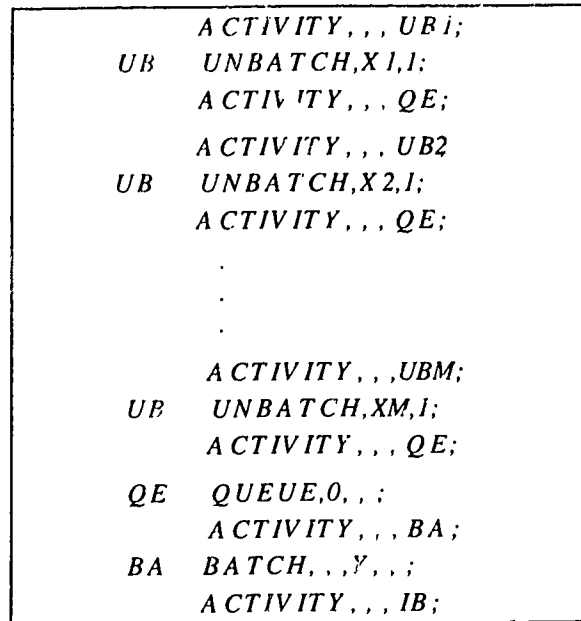 ACTIVITY,,,UB1;
UB UNBATCH,X1,1;
ACTIVITY,,,QE;
ACTIVITY,,,UB2
UB UNBATCH,X2,1;
ACTIVITY,,,QE;
.
.
.
ACTIVITY,,,UBM;
UB UNBATCH,XM,1;
ACTIVITY,,,QE;
QE QUEUE,0,,;
ACTIVITY,,,BA;
BA BATCH,,,Y,,;
ACTIVITY,,,IB;